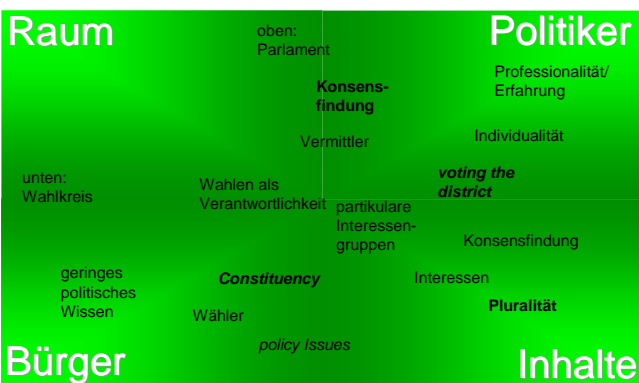 Raum
oben:
Parlament
Politiker
Professionalität/
Erfahrung
Konsens-
findung
Vermittler
Individualität
unten:
Wahlkreis
Wahlen als
Verantwortlichkeit
voting the
district
partikulare
Interessen-
gruppen
Konsensfindung
geringes
politisches
Wissen
Constituency
Interessen
Wähler
Pluralität
policy Issues
Bürger
Inhalte